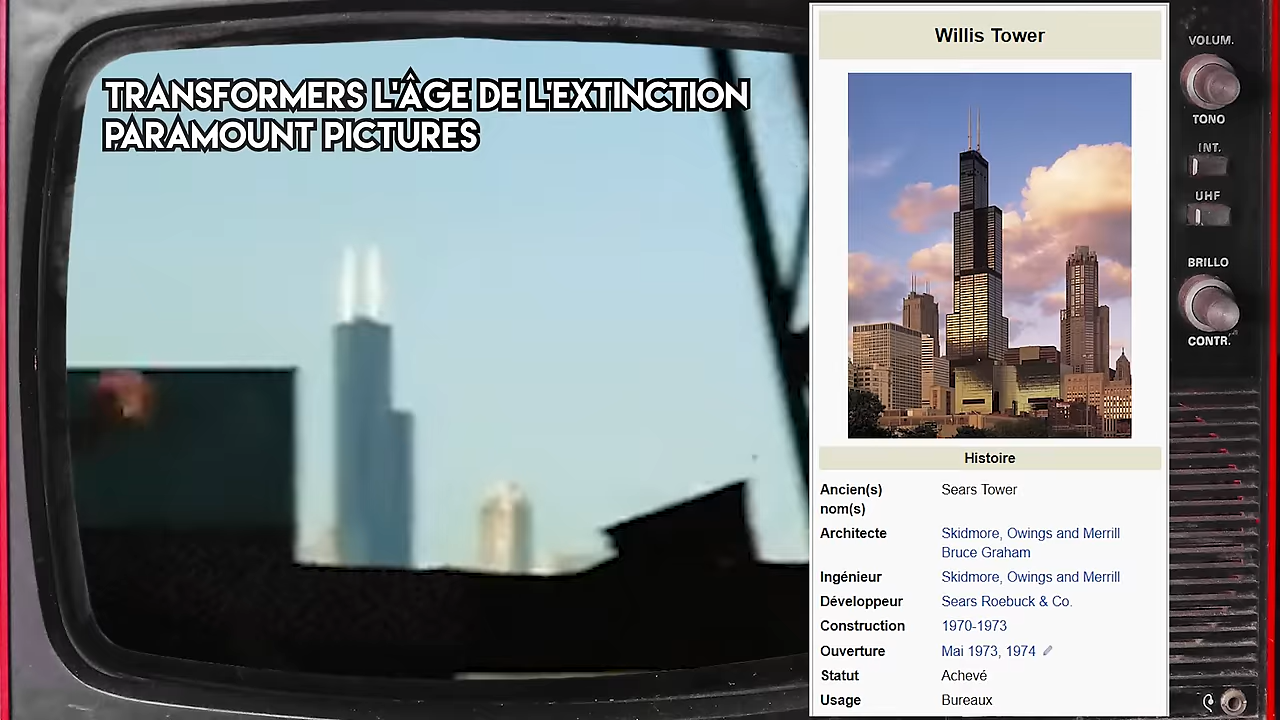 TRANSFORMERS L'ÂGE DE L'EXTINCTION
PARAMOUNT PICTURES
Willis Tower
Histoire
Ancien(s) nom(s)
Sears Tower
Architecte
Skidmore, Owings and Merrill
Bruce Graham
Ingénieur
Skidmore, Owings and Merrill
Développeur
Sears Roebuck & Co.
Construction
1970-1973
Ouverture
Mai 1973, 1974
Statut
Achevé
Usage
Bureaux
VOLUM.
TONO
INT.
UHF
BRILLO
CONTR.